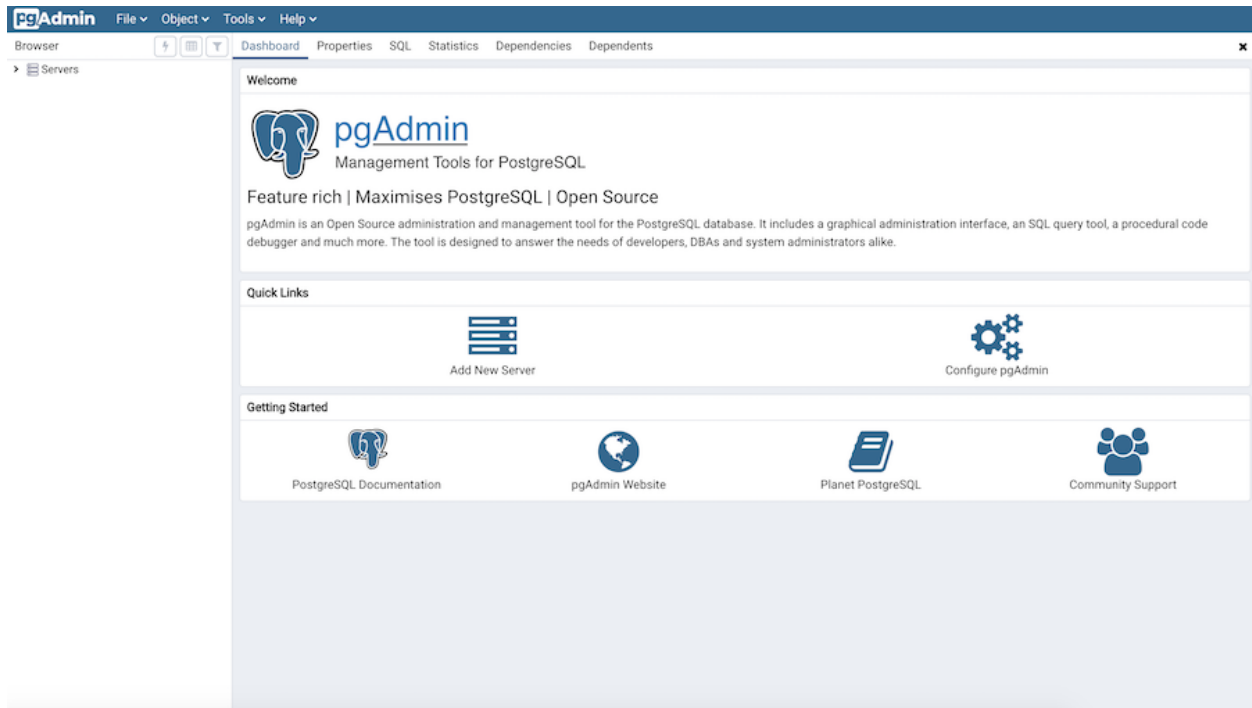 pgAdmin File Object Tools Help
Browser Dashboard Properties SQL Statistics Dependencies Dependents
Servers
Welcome
pgAdmin
Management Tools for PostgreSQL
Feature rich | Maximises PostgreSQL | Open Source
pgAdmin is an Open Source administration and management tool for the PostgreSQL database. It includes a graphical administration interface, an SQL query tool, a procedural code
debugger and much more. The tool is designed to answer the needs of developers, DBAs and system administrators alike.
Quick Links
Add New Server Configure pgAdmin
Getting Started
PostgreSQL Documentation pgAdmin Website Planet PostgreSQL Community Support